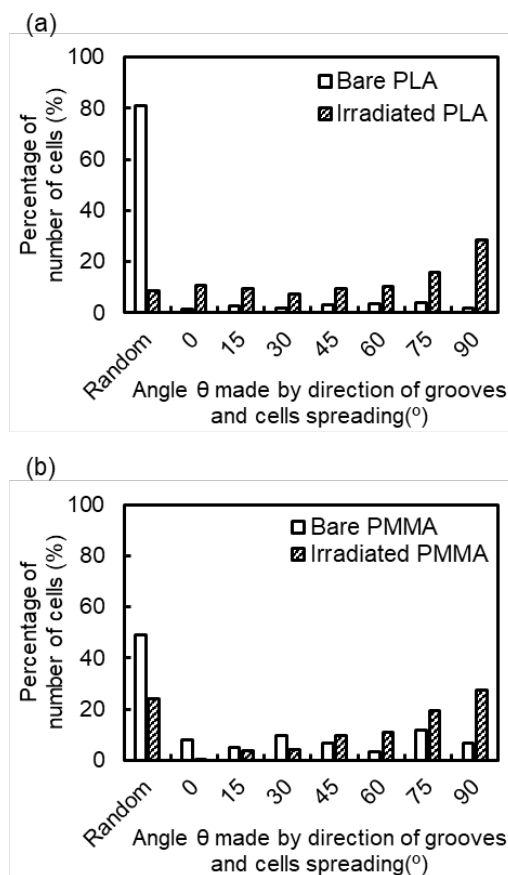 (a)
100
80
60
40
20
0
Percentage of
number of cells (%)
Bare PLA
Irradiated PLA
Random 0 15 30 45 60 75 90
Angle θ made by direction of grooves
and cells spreading(º)
(b)
100
80
60
40
20
0
Percentage of
number of cells (%)
Bare PMMA
Irradiated PMMA
Random 0 15 30 45 60 75 90
Angle θ made by direction of grooves
and cells spreading(º)